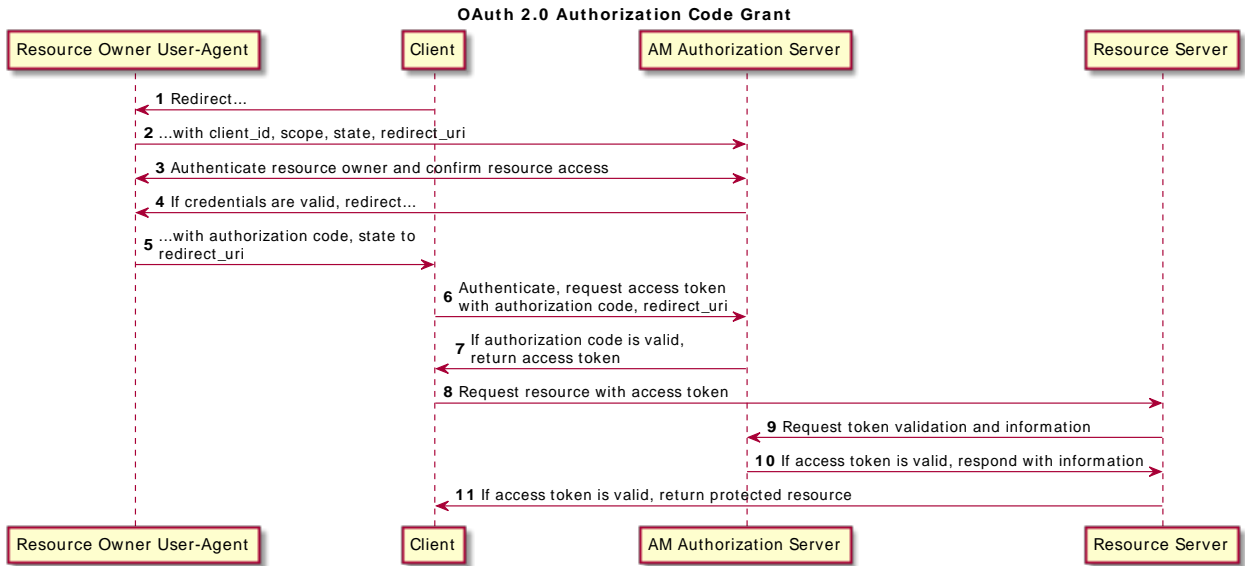 OAuth 2.0 Authorization Code Grant
Resource Owner User-Agent
Client
AM Authorization Server
Resource Server
1 Redirect...
2 ...with client_id, scope, state, redirect_uri
3 Authenticate resource owner and confirm resource access
4 If credentials are valid, redirect...
5 ...with authorization code, state to
redirect_uri
6 Authenticate, request access token
with authorization code, redirect_uri
7 If authorization code is valid,
return access token
8 Request resource with access token
9 Request token validation and information
10 If access token is valid, respond with information
11 If access token is valid, return protected resource
Resource Owner User-Agent
Client
AM Authorization Server
Resource Server